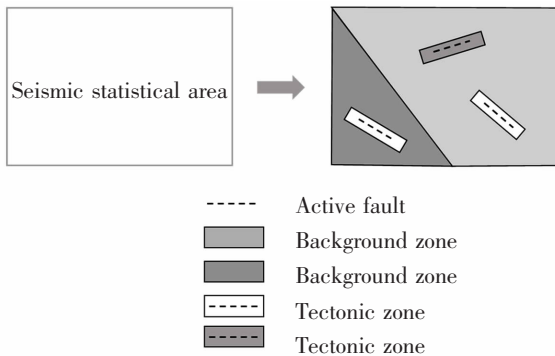 Seismic statistical area
Active fault
Background zone
Background zone
Tectonic zone
Tectonic zone